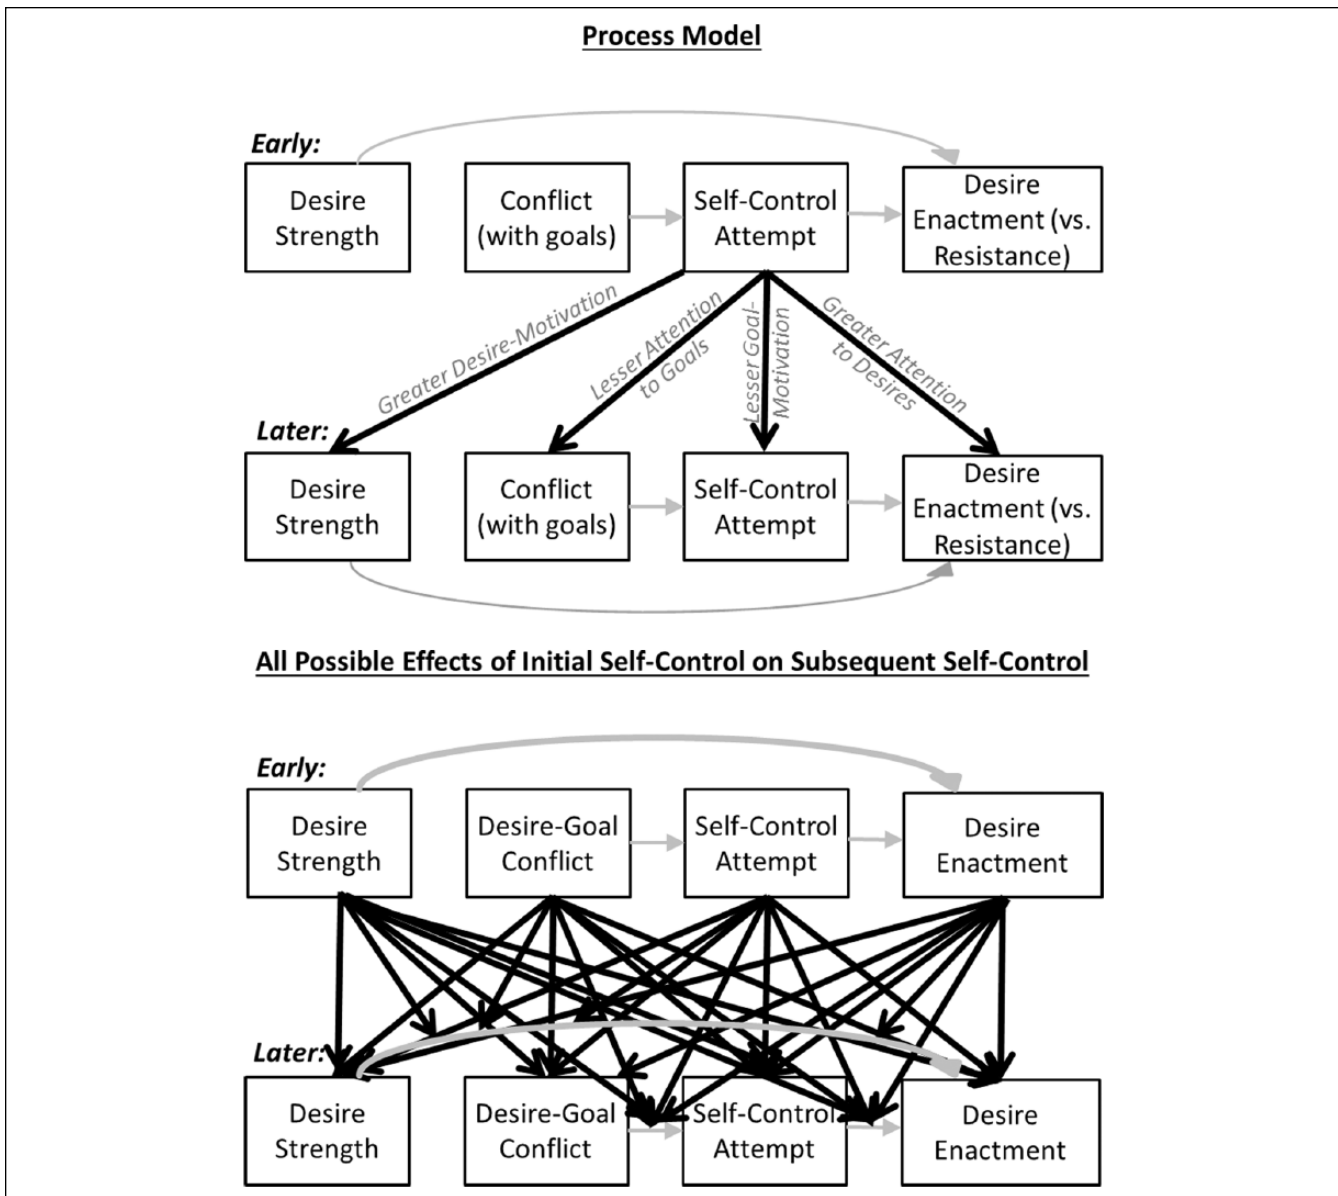 Process Model
Early:
Desire
Strength
Conflict
(with goals)
Self-Control
Attempt
Desire
Enactment (vs.
Resistance)
Greater Desire-Motivation
Lesser Attention
to Goals
Lesser Goal-
Motivation
Greater Attention
to Desires
Later:
Desire
Strength
Conflict
(with goals)
Self-Control
Attempt
Desire
Enactment (vs.
Resistance)
All Possible Effects of Initial Self-Control on Subsequent Self-Control
Early:
Desire
Strength
Desire-Goal
Conflict
Self-Control
Attempt
Desire
Enactment
Later:
Desire
Strength
Desire-Goal
Conflict
Self-Control
Attempt
Desire
Enactment